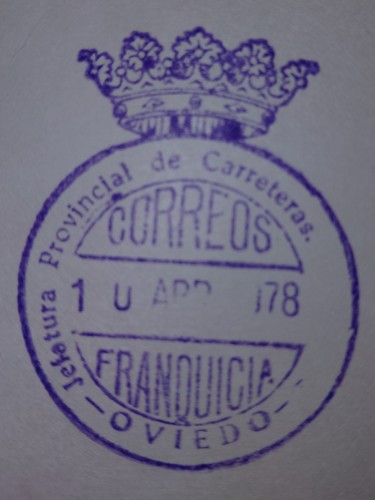 Jefatura Provincial de Carreteras.
CORREOS
FRANQUICIA
—OVIEDO—